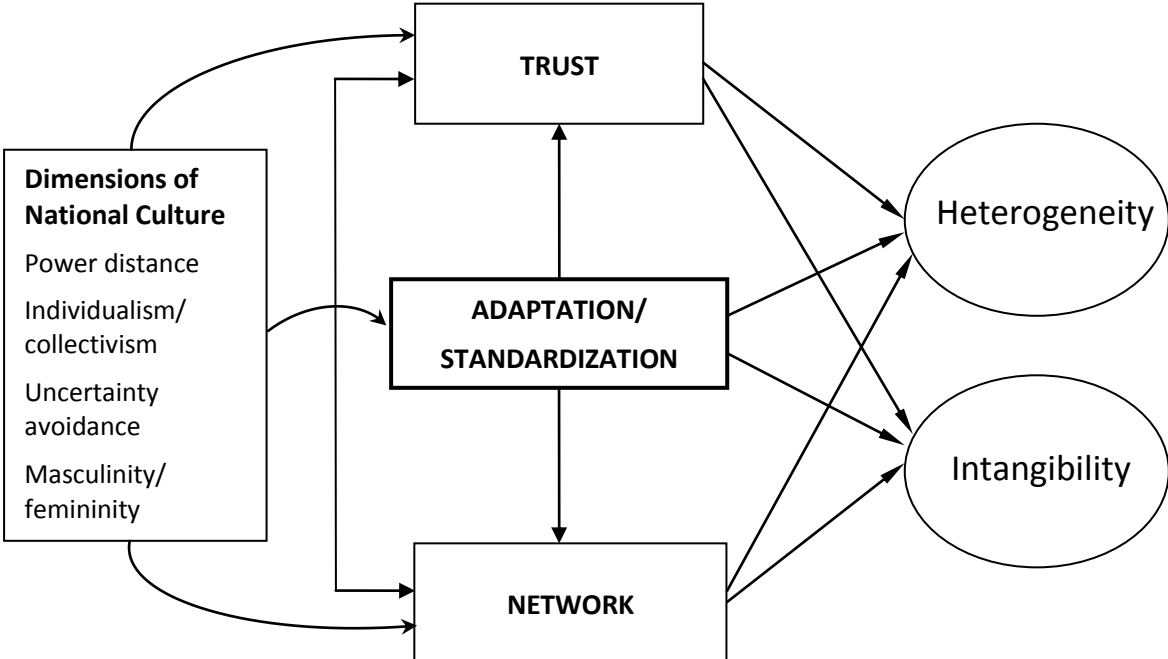 TRUST
Dimensions of
National Culture
Power distance
Individualism/
collectivism
Uncertainty
avoidance
Masculinity/
femininity
ADAPTATION/
STANDARDIZATION
NETWORK
Heterogeneity
Intangibility